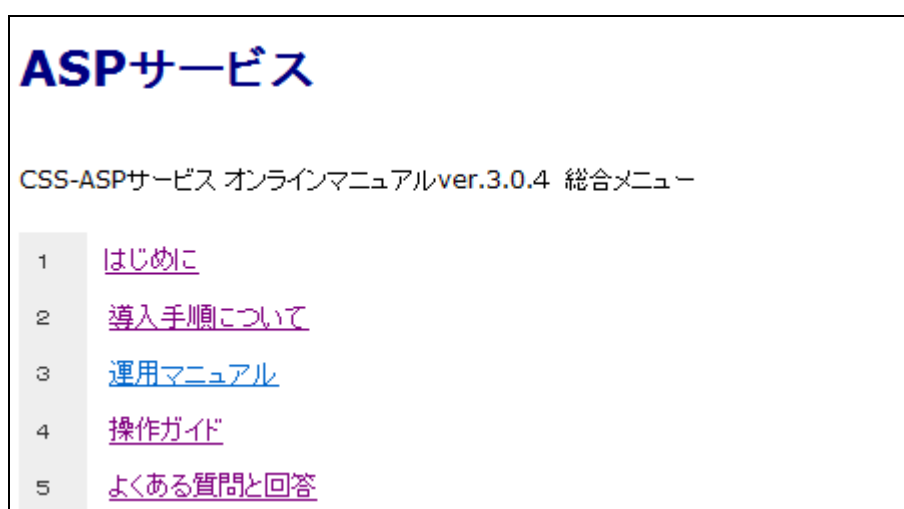 ASPサービス
CSS-ASPサービス オンラインマニュアルver.3.0.4 総合メニュー
1 はじめに
2 導入手順について
3 運用マニュアル
4 操作ガイド
5 よくある質問と回答